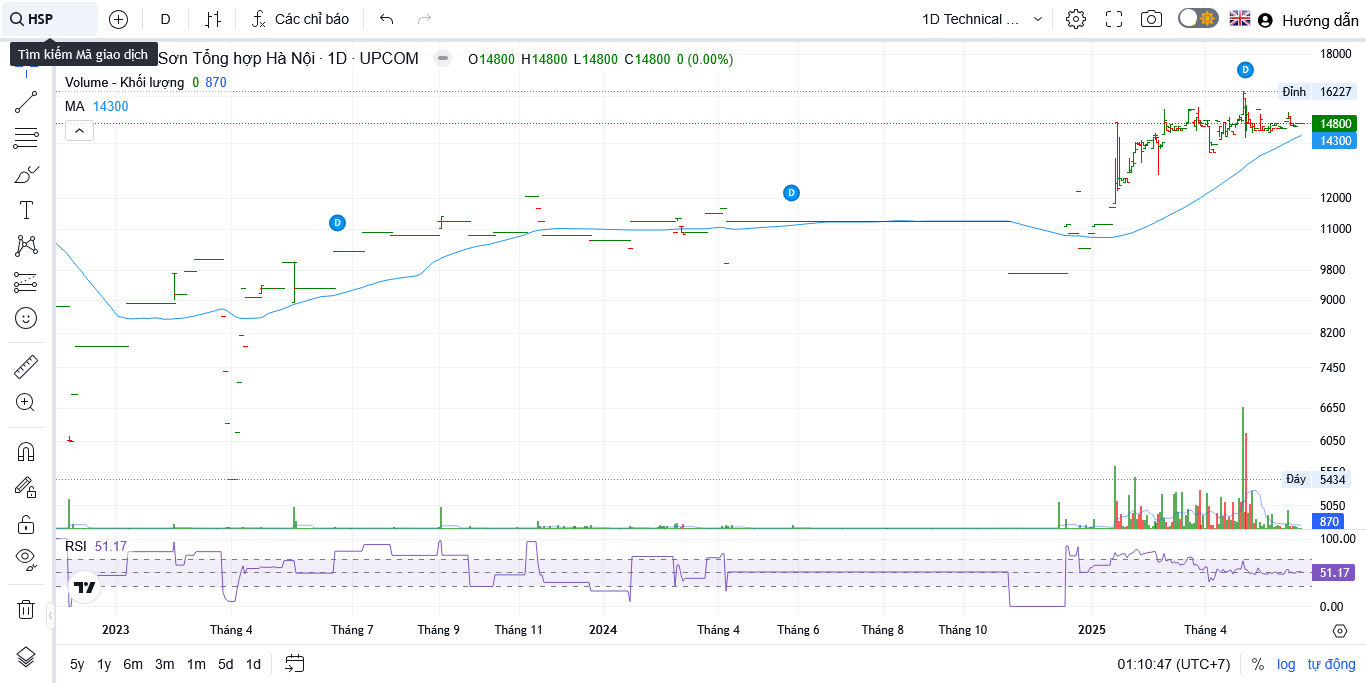 HSP
D
Các chỉ báo
1D Technical ...
Hướng dẫn
Tìm kiếm Mã giao dịch
Sơn Tổng hợp Hà Nội · 1D · UPCOM
O14800 H14800 L14800 C14800 0 (0.00%)
Volume - Khối lượng 0 870
MA 14300
D
D
D
18000
Đỉnh 16227
14800
14300
12000
11000
9800
9000
8200
7450
6650
6050
5550
Đáy 5434
5050
870
RSI 51.17
100.00
51.17
0.00
2023 Tháng 4 Tháng 7 Tháng 9 Tháng 11 2024 Tháng 4 Tháng 6 Tháng 8 Tháng 10 2025 Tháng 4
5y 1y 6m 3m 1m 5d 1d
01:10:47 (UTC+7) % log tự động